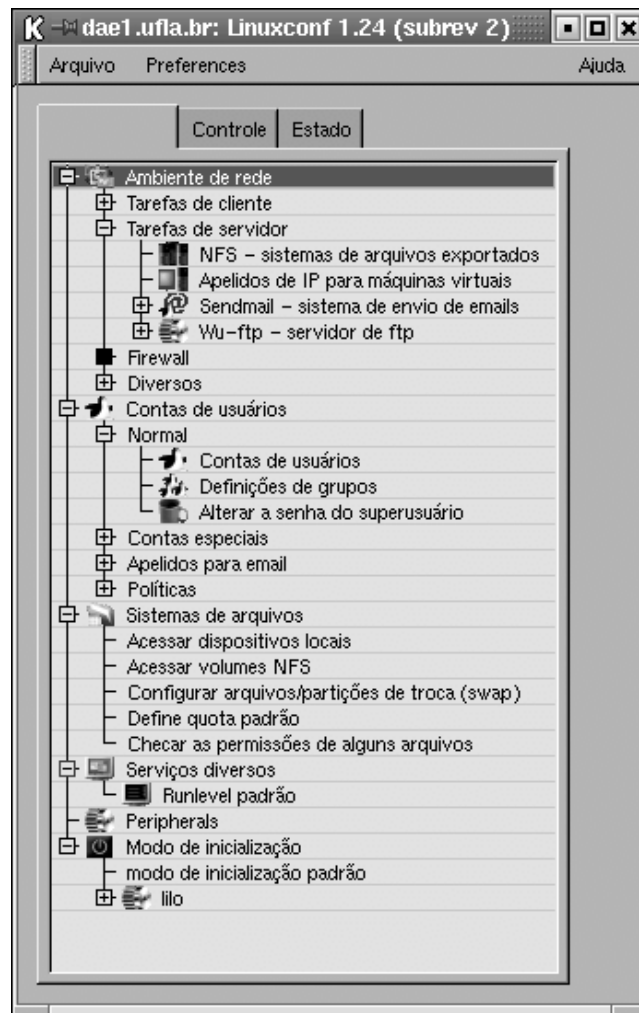 dae1.ufla.br: Linuxconf 1.24 (subrev 2)
Arquivo Preferences Ajuda
Controle Estado
Ambiente de rede
Tarefas de cliente
Tarefas de servidor
NFS – sistemas de arquivos exportados
Apelidos de IP para máquinas virtuais
Sendmail – sistema de envio de emails
Wu–ftp – servidor de ftp
Firewall
Diversos
Contas de usuários
Normal
Contas de usuários
Definições de grupos
Alterar a senha do superusuário
Contas especiais
Apelidos para email
Políticas
Sistemas de arquivos
Acessar dispositivos locais
Acessar volumes NFS
Configurar arquivos/partições de troca (swap)
Define quota padrão
Checar as permissões de alguns arquivos
Serviços diversos
Runlevel padrão
Peripherals
Modo de inicialização
modo de inicialização padrão
lilo